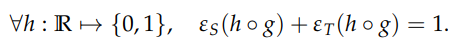 ∀h : ℝ ↦ {0, 1}, ε_S(h ∘ g) + ε_T(h ∘ g) = 1.